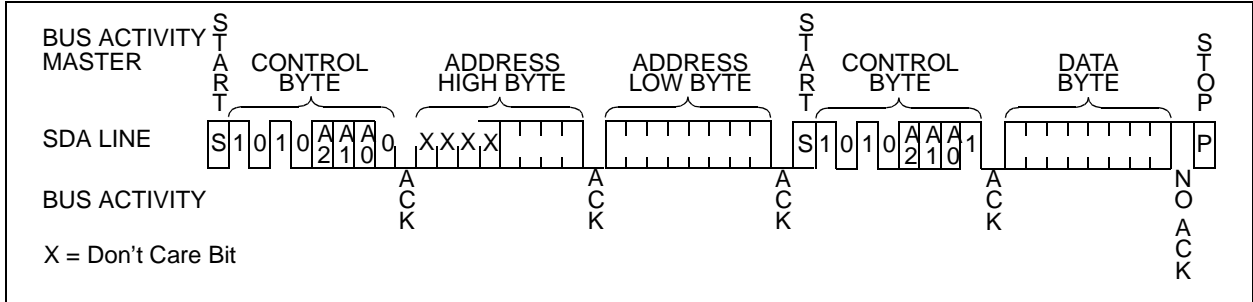 BUS ACTIVITY
MASTER
START
CONTROL
BYTE
ADDRESS
HIGH BYTE
ADDRESS
LOW BYTE
START
CONTROL
BYTE
DATA
BYTE
STOP
SDA LINE
S 1 0 1 0 A2 A1 A0 0 X X X X S 1 0 1 0 A2 A1 A0 1 P
BUS ACTIVITY
ACK
ACK
ACK
ACK
NO ACK
X = Don't Care Bit